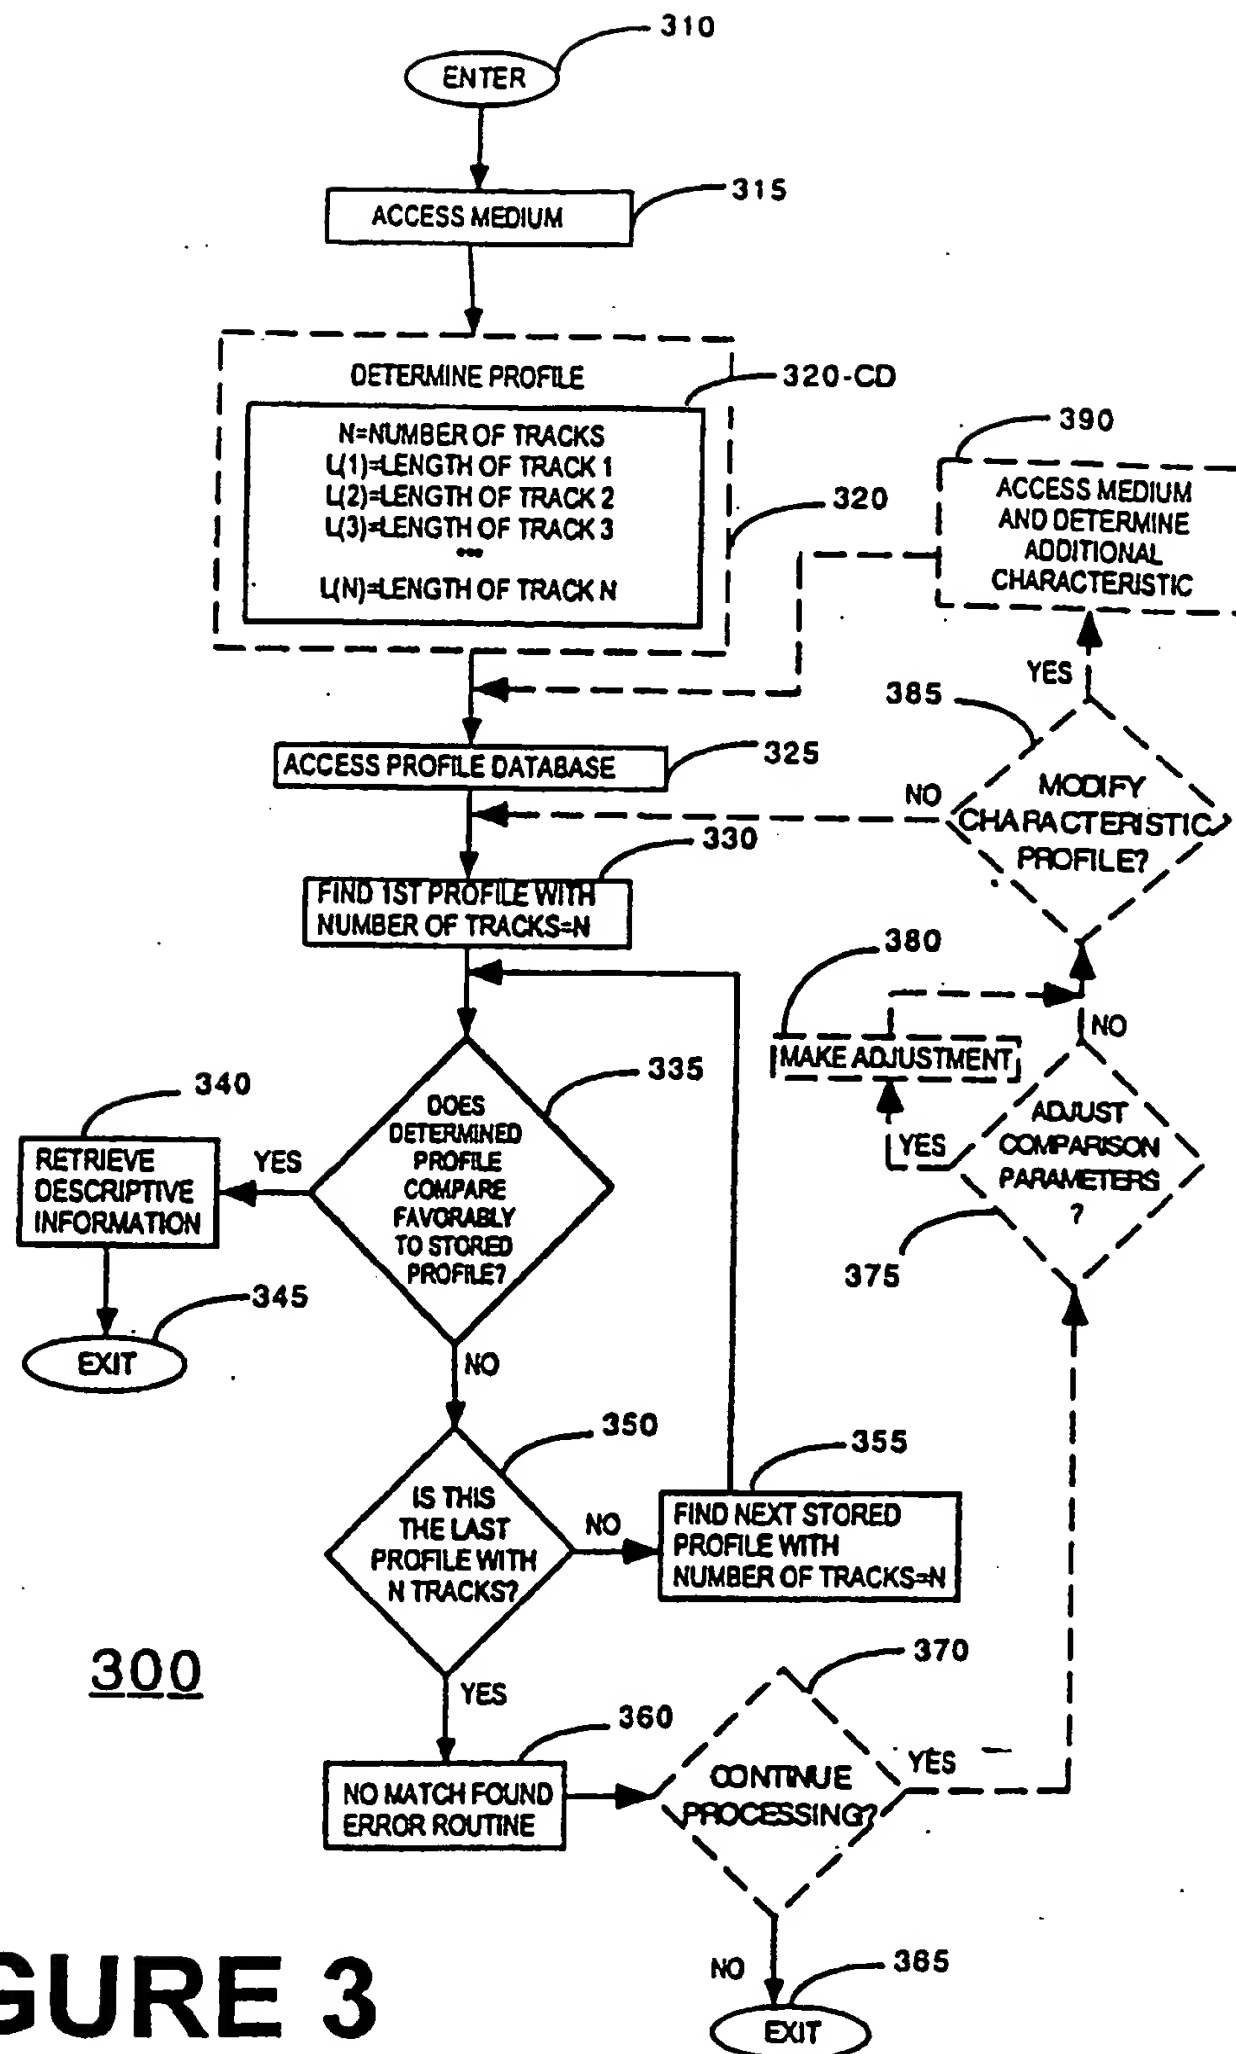 310
ENTER
315
ACCESS MEDIUM
DETERMINE PROFILE
320-CD
N=NUMBER OF TRACKS
L(1)=LENGTH OF TRACK 1
L(2)=LENGTH OF TRACK 2
L(3)=LENGTH OF TRACK 3
•••
L(N)=LENGTH OF TRACK N
320
390
ACCESS MEDIUM
AND DETERMINE
ADDITIONAL
CHARACTERISTIC
YES
385
MODIFY
CHARACTERISTIC
PROFILE?
NO
325
ACCESS PROFILE DATABASE
330
FIND 1ST PROFILE WITH
NUMBER OF TRACKS=N
380
MAKE ADJUSTMENT
NO
YES
ADJUST
COMPARISON
PARAMETERS
?
375
335
DOES
DETERMINED
PROFILE
COMPARE
FAVORABLY
TO STORED
PROFILE?
YES
340
RETRIEVE
DESCRIPTIVE
INFORMATION
345
EXIT
NO
350
IS THIS
THE LAST
PROFILE WITH
N TRACKS?
NO
355
FIND NEXT STORED
PROFILE WITH
NUMBER OF TRACKS=N
300
YES
360
NO MATCH FOUND
ERROR ROUTINE
370
CONTINUE
PROCESSING?
YES
NO
365
EXIT
GURE 3